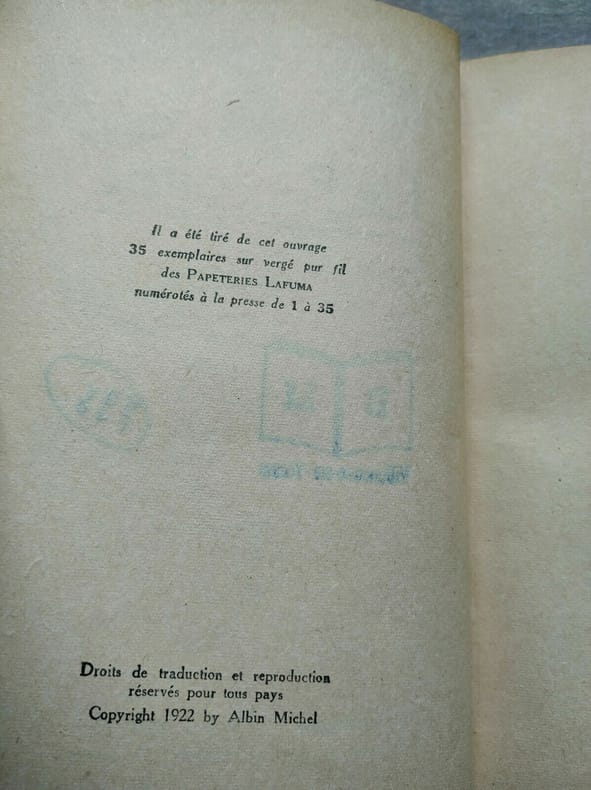 Il a été tiré de cet ouvrage
35 exemplaires sur vergé pur fil
des PAPETERIES LAFUMA
numérotés à la presse de 1 à 35
Droits de traduction et reproduction
réservés pour tous pays
Copyright 1922 by Albin Michel